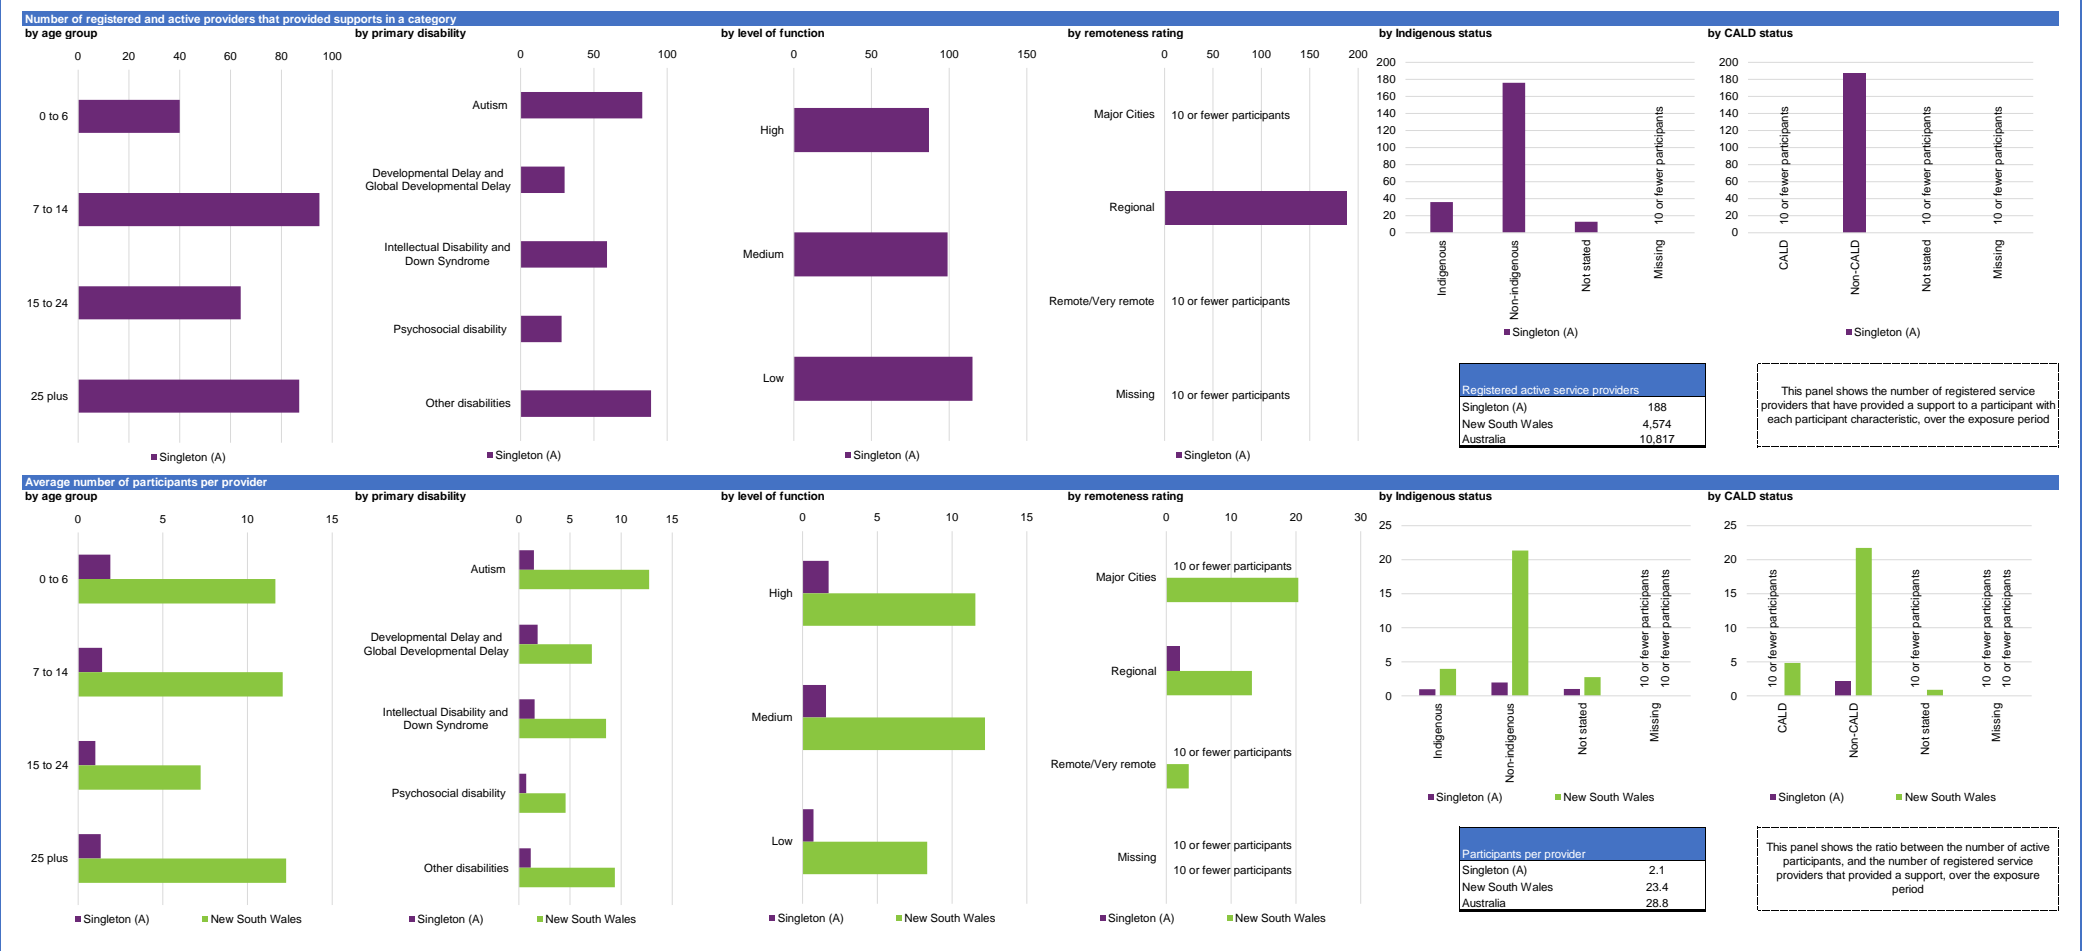 Number of registered and active providers that provided supports in a category
by age group
0 20 40 60 80 100
0 to 6
7 to 14
15 to 24
25 plus
Singleton (A)
by primary disability
0 50 100
Autism
Developmental Delay and
Global Developmental Delay
Intellectual Disability and
Down Syndrome
Psychosocial disability
Other disabilities
Singleton (A)
by level of function
0 50 100 150
High
Medium
Low
Singleton (A)
by remoteness rating
0 50 100 150 200
Major Cities 10 or fewer participants
Regional
Remote/Very remote 10 or fewer participants
Missing 10 or fewer participants
Singleton (A)
by Indigenous status
200
180
160
140
120
100
80
60
40
20
0
10 or fewer participants
Indigenous
Non-indigenous
Not stated
Missing
Singleton (A)
by CALD status
200
180
160
140
120
100
80
60
40
20
0
10 or fewer participants
10 or fewer participants
10 or fewer participants
CALD
Non-CALD
Not stated
Missing
Singleton (A)
Registered active service providers
Singleton (A) 188
New South Wales 4,574
Australia 10,817
This panel shows the number of registered service
providers that have provided a support to a participant with
each participant characteristic, over the exposure period
Average number of participants per provider
by age group
0 5 10 15
0 to 6
7 to 14
15 to 24
25 plus
Singleton (A) New South Wales
by primary disability
0 5 10 15
Autism
Developmental Delay and
Global Developmental Delay
Intellectual Disability and
Down Syndrome
Psychosocial disability
Other disabilities
Singleton (A) New South Wales
by level of function
0 5 10 15
High
Medium
Low
Singleton (A) New South Wales
by remoteness rating
0 10 20 30
10 or fewer participants
Major Cities
Regional
10 or fewer participants
Remote/Very remote
10 or fewer participants
Missing
10 or fewer participants
Singleton (A) New South Wales
by Indigenous status
25
20
15
10
5
0
10 or fewer participants
10 or fewer participants
Indigenous
Non-indigenous
Not stated
Missing
Singleton (A) New South Wales
by CALD status
25
20
15
10
5
0
10 or fewer participants
10 or fewer participants
10 or fewer participants
10 or fewer participants
CALD
Non-CALD
Not stated
Missing
Singleton (A) New South Wales
Participants per provider
Singleton (A) 2.1
New South Wales 23.4
Australia 28.8
This panel shows the ratio between the number of active
participants, and the number of registered service
providers that provided a support, over the exposure
period